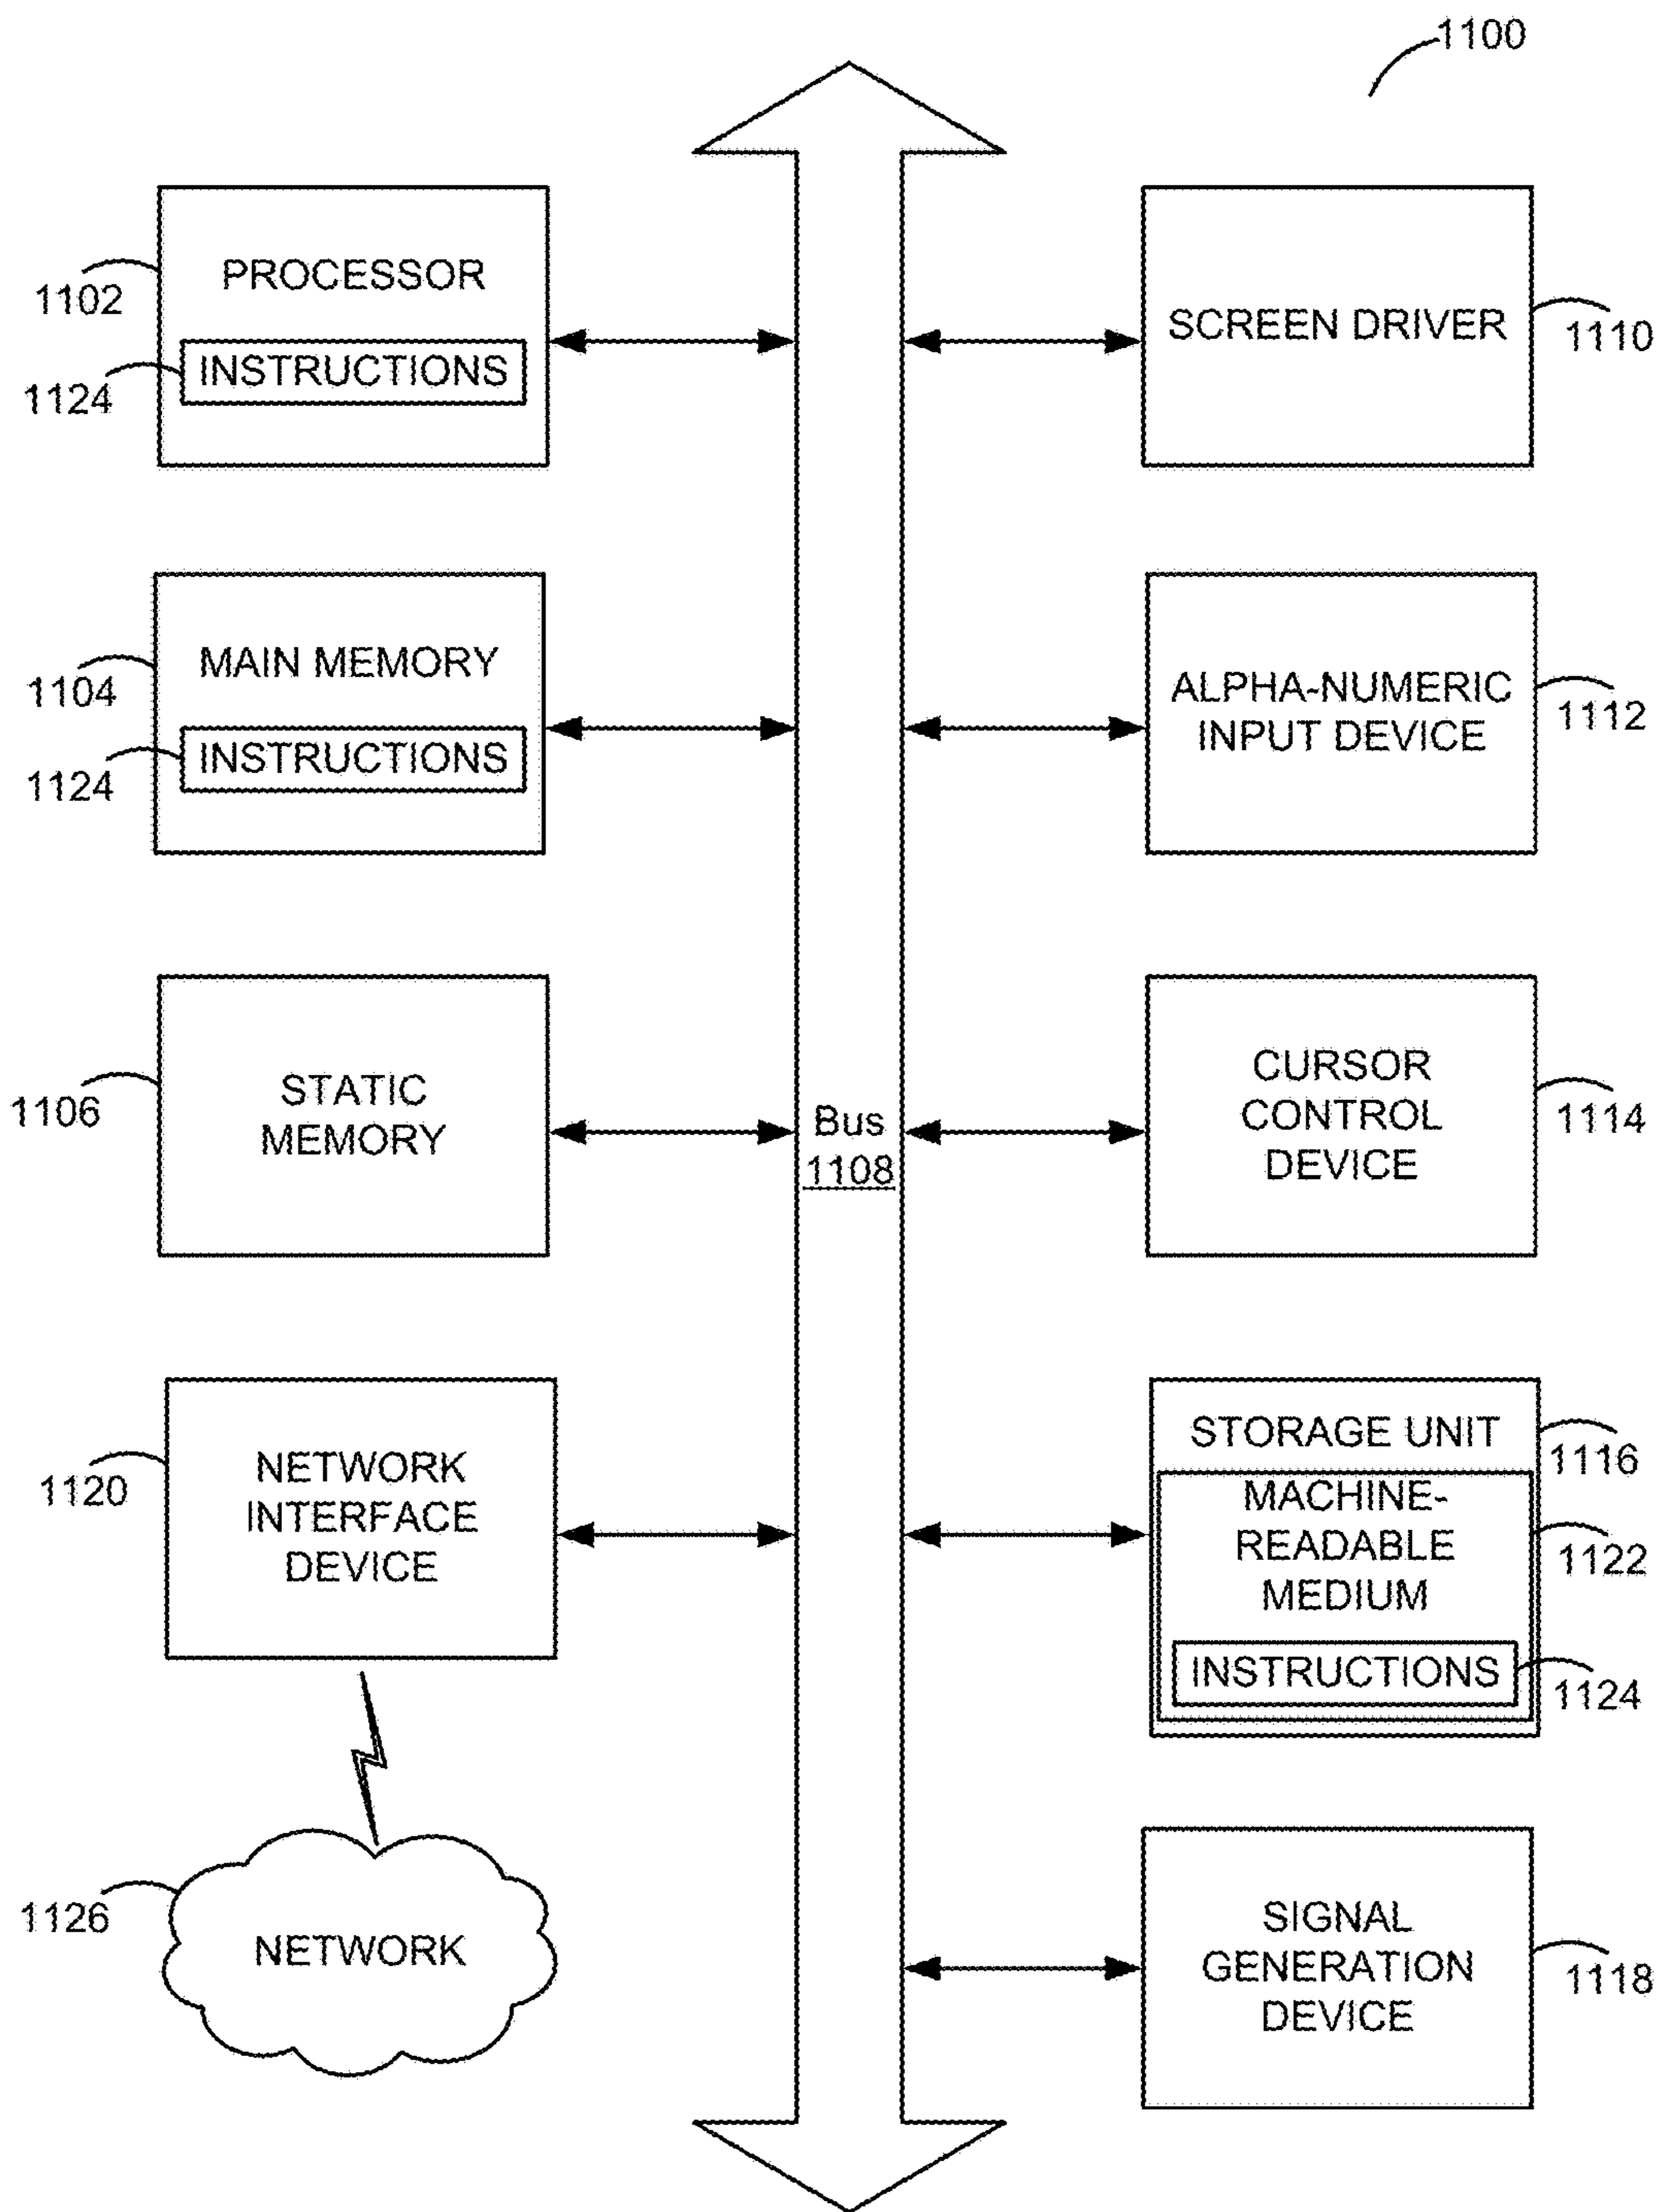 1100
PROCESSOR
1102
INSTRUCTIONS
1124
SCREEN DRIVER
1110
MAIN MEMORY
1104
INSTRUCTIONS
1124
ALPHA-NUMERIC
INPUT DEVICE
1112
STATIC
MEMORY
1106
Bus
1108
CURSOR
CONTROL
DEVICE
1114
NETWORK
INTERFACE
DEVICE
1120
STORAGE UNIT
1116
MACHINE-
READABLE
MEDIUM
1122
INSTRUCTIONS
1124
NETWORK
1126
SIGNAL
GENERATION
DEVICE
1118